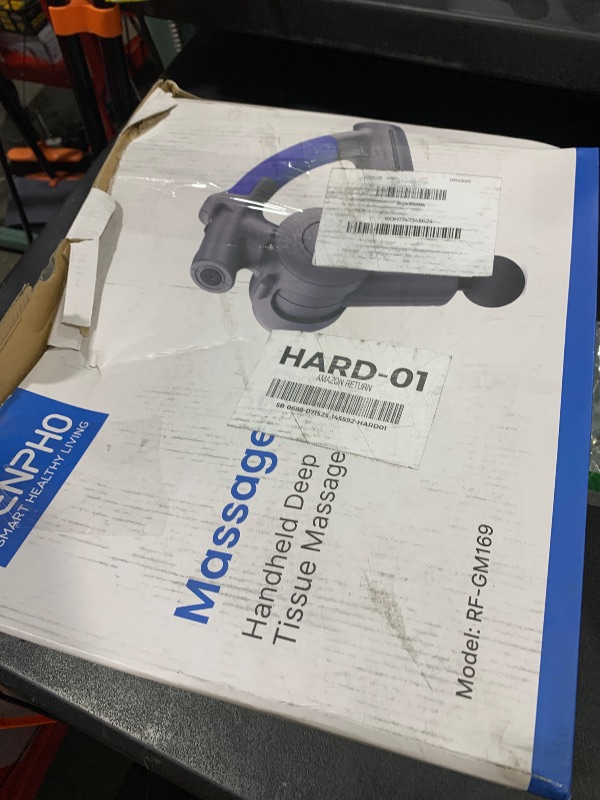 HARD-01
AMAZON RETURN
ENPHO
SMART HEALTHY LIVING
Massage
Handheld Deep
Tissue Massage
Model: RF-GM169